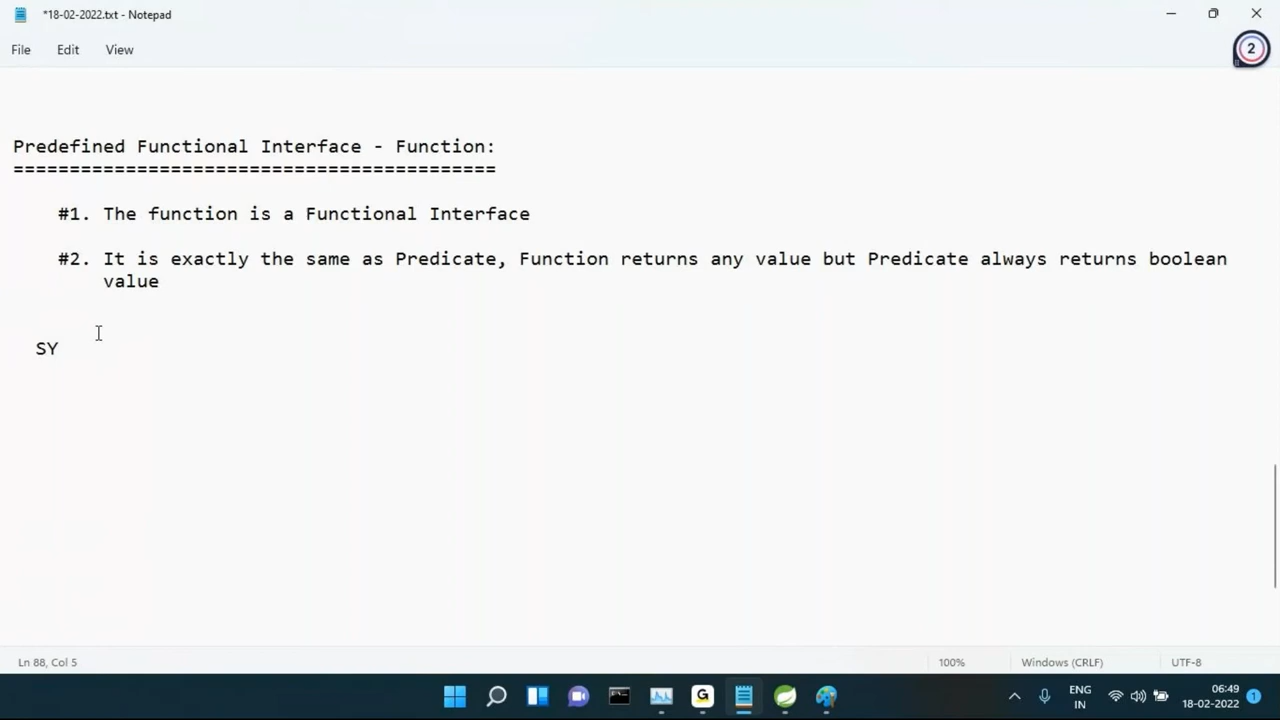 *18-02-2022.txt - Notepad
File Edit View
2
Predefined Functional Interface - Function:
===========================================
#1. The function is a Functional Interface
#2. It is exactly the same as Predicate, Function returns any value but Predicate always returns boolean
value
SY
Ln 88, Col 5 100% Windows (CRLF) UTF-8
G
ENG
IN
06:49
18-02-2022
1